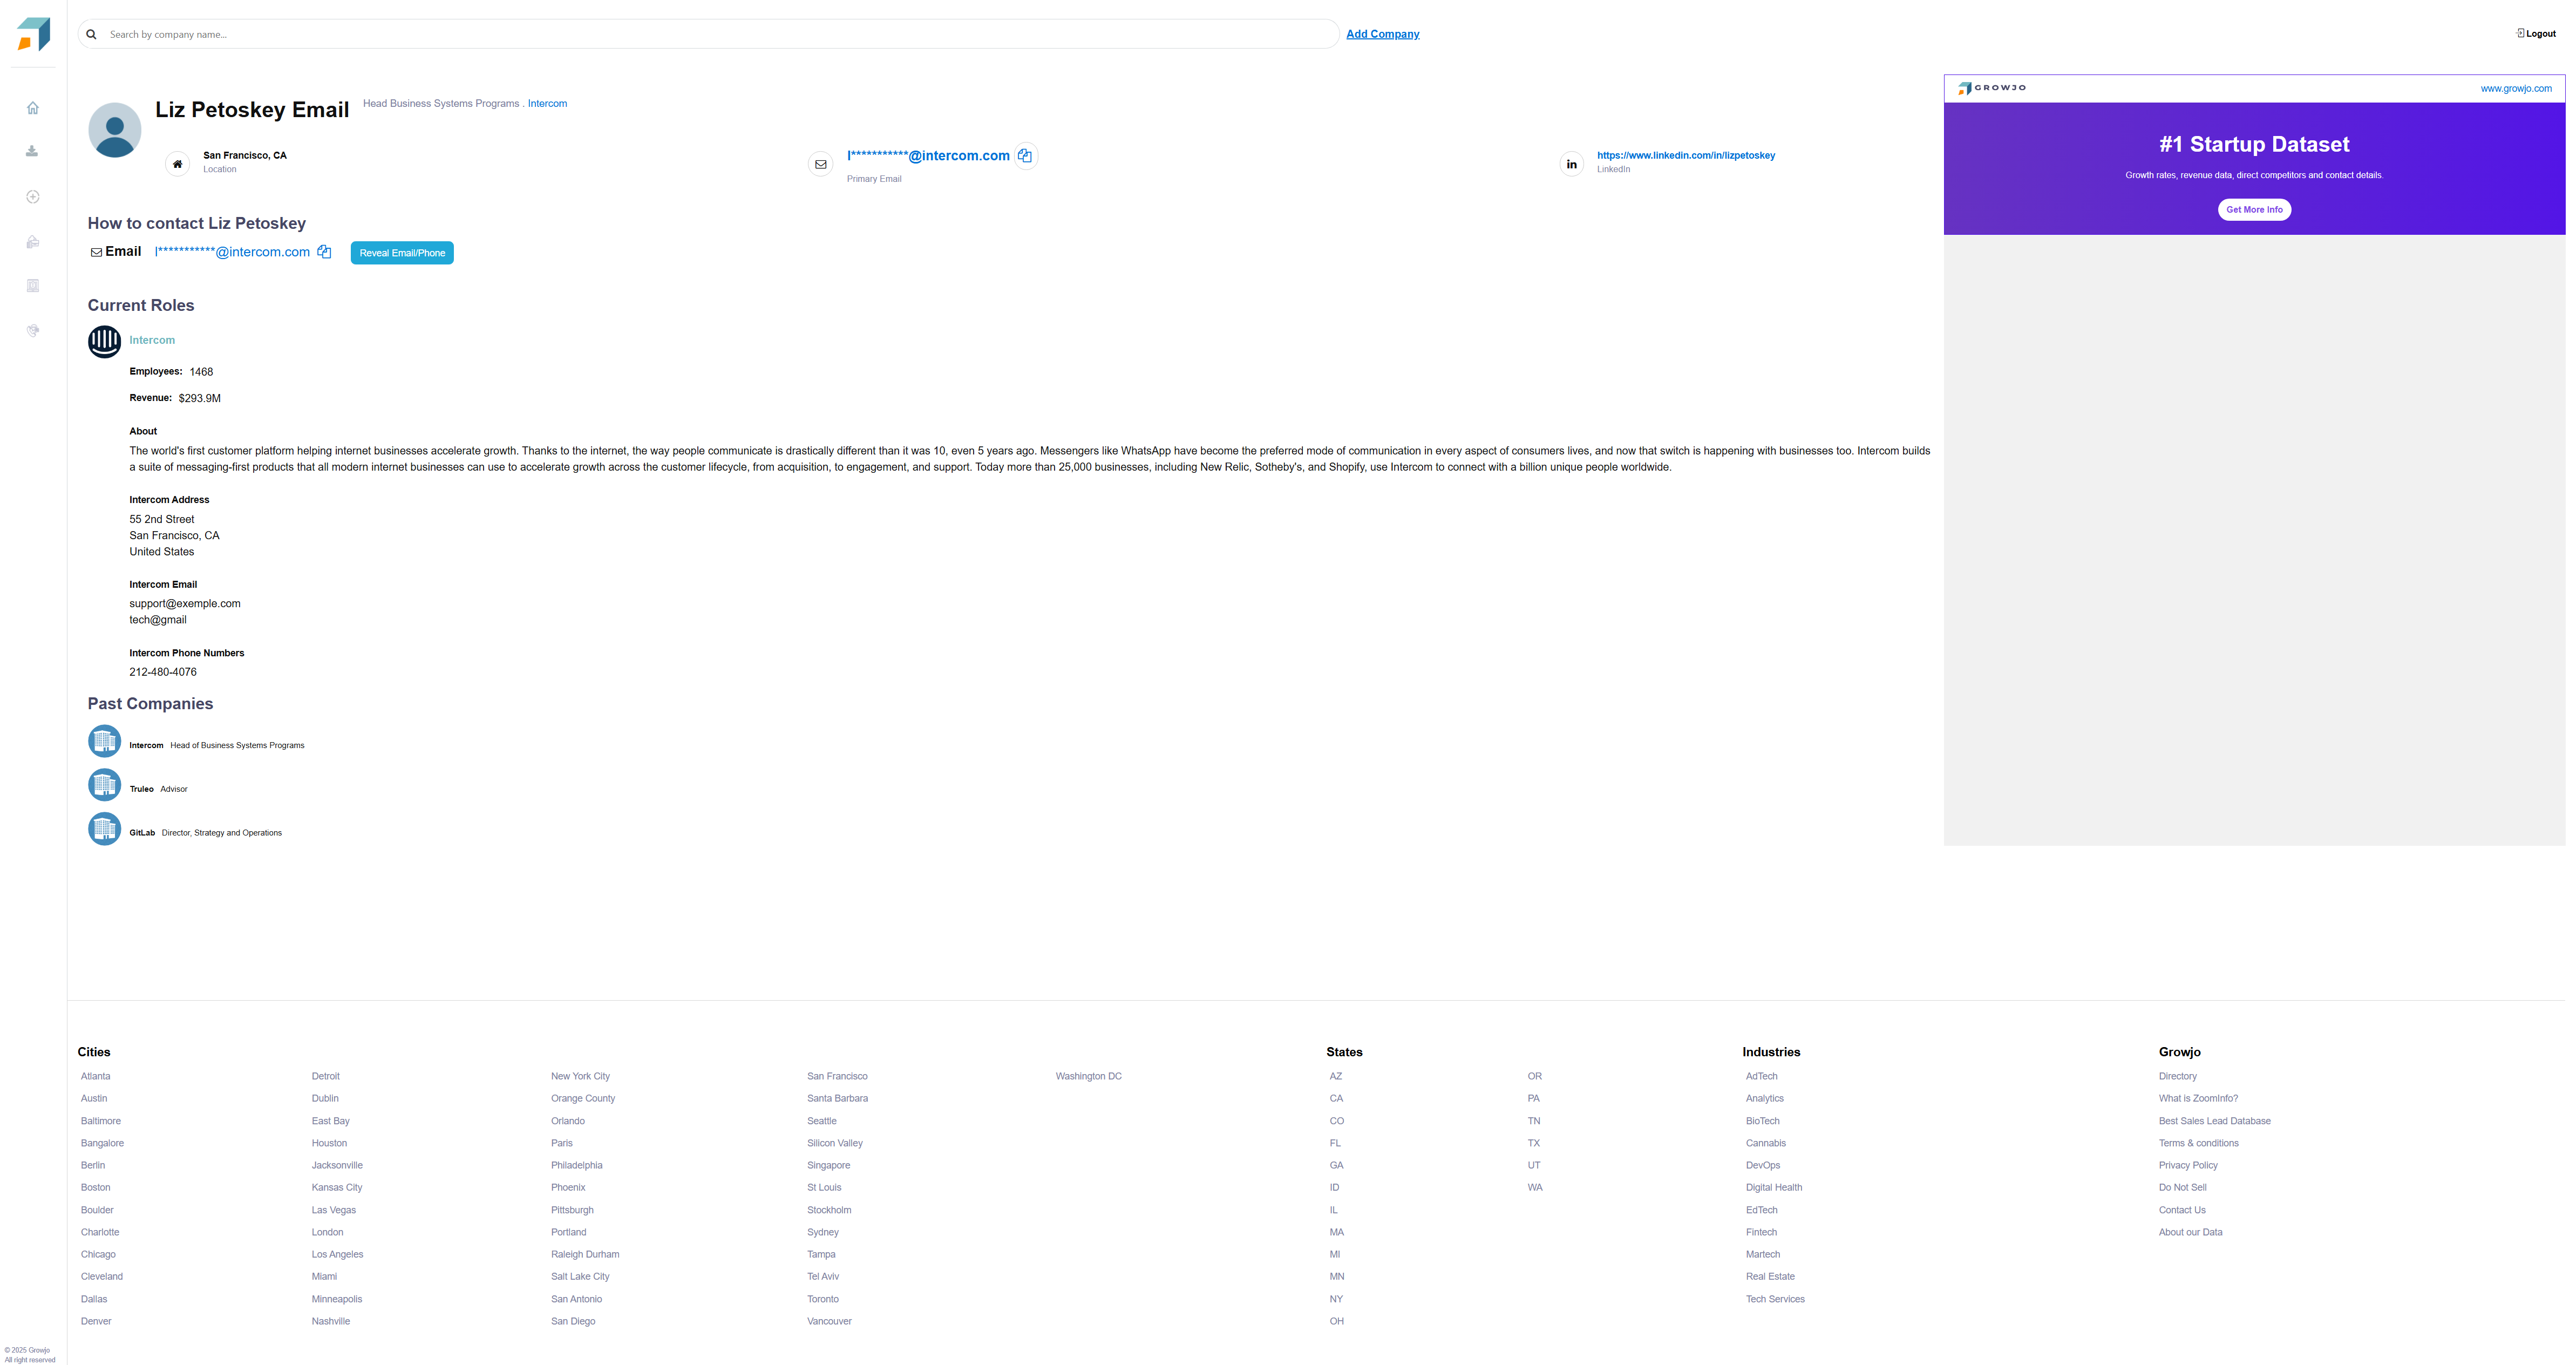 Search by company name...
Add Company
Logout
Liz Petoskey Email
Head Business Systems Programs . Intercom
San Francisco, CA
Location
l***********@intercom.com
Primary Email
https://www.linkedin.com/in/lizpetoskey
LinkedIn
How to contact Liz Petoskey
Email l***********@intercom.com
Reveal Email/Phone
Current Roles
Intercom
Employees: 1468
Revenue: $293.9M
About
The world's first customer platform helping internet businesses accelerate growth. Thanks to the internet, the way people communicate is drastically different than it was 10, even 5 years ago. Messengers like WhatsApp have become the preferred mode of communication in every aspect of consumers lives, and now that switch is happening with businesses too. Intercom builds
a suite of messaging-first products that all modern internet businesses can use to accelerate growth across the customer lifecycle, from acquisition, to engagement, and support. Today more than 25,000 businesses, including New Relic, Sotheby's, and Shopify, use Intercom to connect with a billion unique people worldwide.
Intercom Address
55 2nd Street
San Francisco, CA
United States
Intercom Email
support@exemple.com
tech@gmail
Intercom Phone Numbers
212-480-4076
Past Companies
Intercom Head of Business Systems Programs
Truleo Advisor
GitLab Director, Strategy and Operations
GROWJO
www.growjo.com
#1 Startup Dataset
Growth rates, revenue data, direct competitors and contact details.
Get More Info
Cities
Atlanta
Austin
Baltimore
Bangalore
Berlin
Boston
Boulder
Charlotte
Chicago
Cleveland
Dallas
Denver
Detroit
Dublin
East Bay
Houston
Jacksonville
Kansas City
Las Vegas
London
Los Angeles
Miami
Minneapolis
Nashville
New York City
Orange County
Orlando
Paris
Philadelphia
Phoenix
Pittsburgh
Portland
Raleigh Durham
Salt Lake City
San Antonio
San Diego
San Francisco
Santa Barbara
Seattle
Silicon Valley
Singapore
St Louis
Stockholm
Sydney
Tampa
Tel Aviv
Toronto
Vancouver
Washington DC
States
AZ
CA
CO
FL
GA
ID
IL
MA
MI
MN
NY
OH
OR
PA
TN
TX
UT
WA
Industries
AdTech
Analytics
BioTech
Cannabis
DevOps
Digital Health
EdTech
Fintech
Martech
Real Estate
Tech Services
Growjo
Directory
What is ZoomInfo?
Best Sales Lead Database
Terms & conditions
Privacy Policy
Do Not Sell
Contact Us
About our Data
© 2025 Growjo
All right reserved